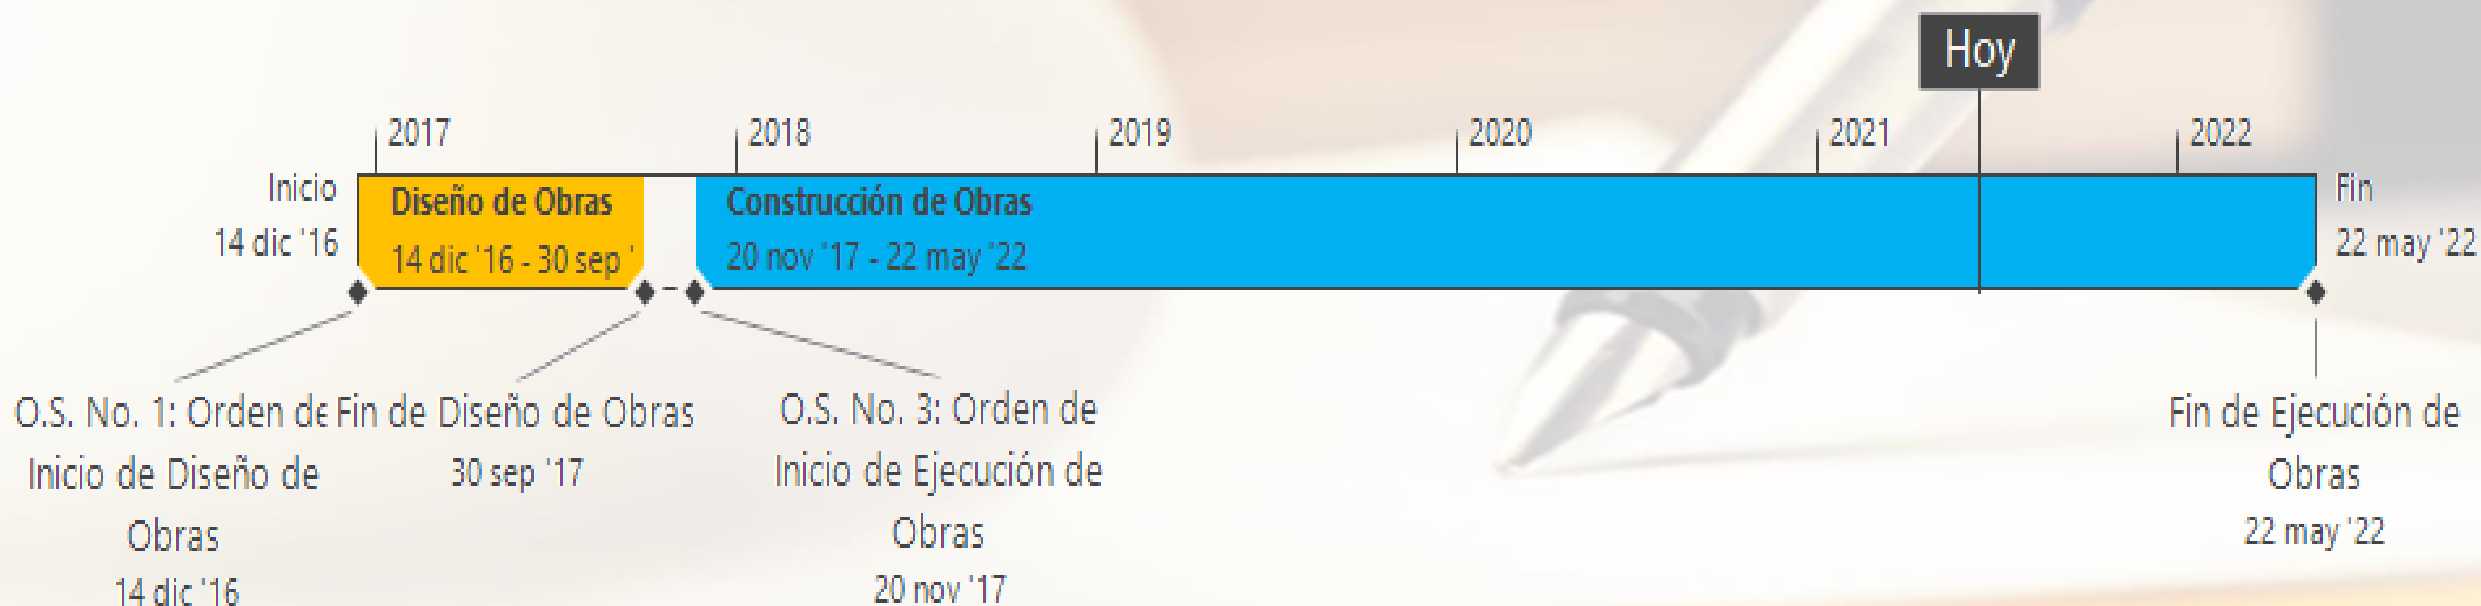 Hoy
2017
2018
2019
2020
2021
2022
Inicio
14 dic '16
Diseño de Obras
14 dic '16 - 30 sep '
Construcción de Obras
20 nov '17 - 22 may '22
Fin
22 may '22
O.S. No. 1: Orden de
Inicio de Diseño de
Obras
14 dic '16
Fin de Diseño de Obras
30 sep '17
O.S. No. 3: Orden de
Inicio de Ejecución de
Obras
20 nov '17
Fin de Ejecución de
Obras
22 may '22